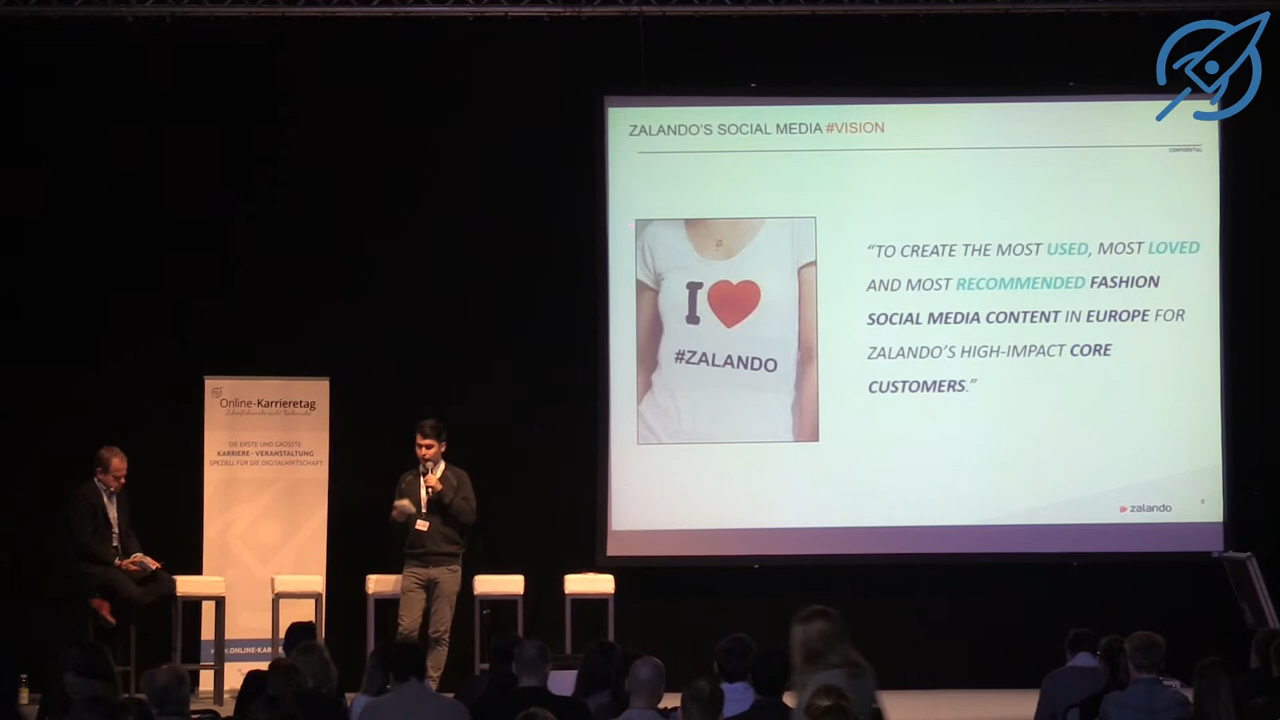 ZALANDO'S SOCIAL MEDIA #VISION
CONFIDENTIAL
"TO CREATE THE MOST USED, MOST LOVED
AND MOST RECOMMENDED FASHION
SOCIAL MEDIA CONTENT IN EUROPE FOR
ZALANDO'S HIGH-IMPACT CORE
CUSTOMERS."
I
#ZALANDO
zalando
Online-Karrieretag
DIE ERSTE UND GRÖSSTE
KARRIERE - VERANSTALTUNG
SPEZIELL FÜR DIE DIGITALWIRTSCHAFT